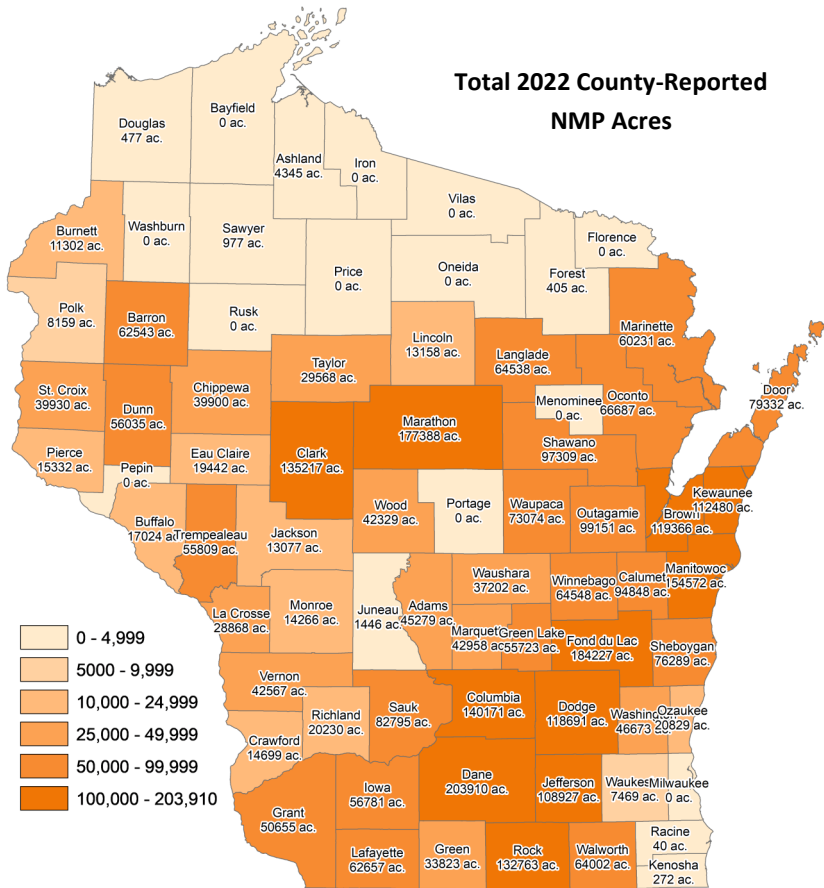 Total 2022 County-Reported
NMP Acres
Douglas
477 ac.
Bayfield
0 ac.
Ashland
4345 ac.
Iron
0 ac.
Vilas
0 ac.
Florence
0 ac.
Burnett
11302 ac.
Washburn
0 ac.
Sawyer
977 ac.
Price
0 ac.
Oneida
0 ac.
Forest
405 ac.
Polk
8159 ac.
Barron
62543 ac.
Rusk
0 ac.
Taylor
29568 ac.
Lincoln
13158 ac.
Langlade
64538 ac.
Marinette
60231 ac.
St. Croix
39930 ac.
Dunn
56035 ac.
Chippewa
39900 ac.
Menominee
0 ac.
Oconto
66687 ac.
Door
79332 ac.
Pierce
15332 ac.
Pepin
0 ac.
Eau Claire
19442 ac.
Clark
135217 ac.
Marathon
177388 ac.
Shawano
97309 ac.
Buffalo
17024 ac
Trempealeau
55809 ac.
Jackson
13077 ac.
Wood
42329 ac.
Portage
0 ac.
Waupaca
73074 ac.
Outagamie
99151 ac.
Brown
119366 ac.
Kewaunee
112480 ac.
La Crosse
28868 ac.
Monroe
14266 ac.
Juneau
1446 ac.
Adams
45279 ac.
Waushara
37202 ac.
Marquett
42958 ac
Green Lake
55723 ac.
Winnebago
64548 ac.
Calumet
94848 ac.
Manitowoc
154572 ac.
Fond du Lac
184227 ac.
Sheboygan
76289 ac.
Vernon
42567 ac.
Crawford
14699 ac.
Richland
20230 ac.
Sauk
82795 ac.
Columbia
140171 ac.
Dodge
118691 ac.
Washington
46673 ac.
Ozaukee
20829 ac.
Grant
50655 ac.
Iowa
56781 ac.
Dane
203910 ac.
Jefferson
108927 ac.
Waukes
7469 ac.
Milwaukee
0 ac.
Lafayette
62657 ac.
Green
33823 ac.
Rock
132763 ac.
Walworth
64002 ac.
Racine
40 ac.
Kenosha
272 ac.
0 - 4,999
5000 - 9,999
10,000 - 24,999
25,000 - 49,999
50,000 - 99,999
100,000 - 203,910